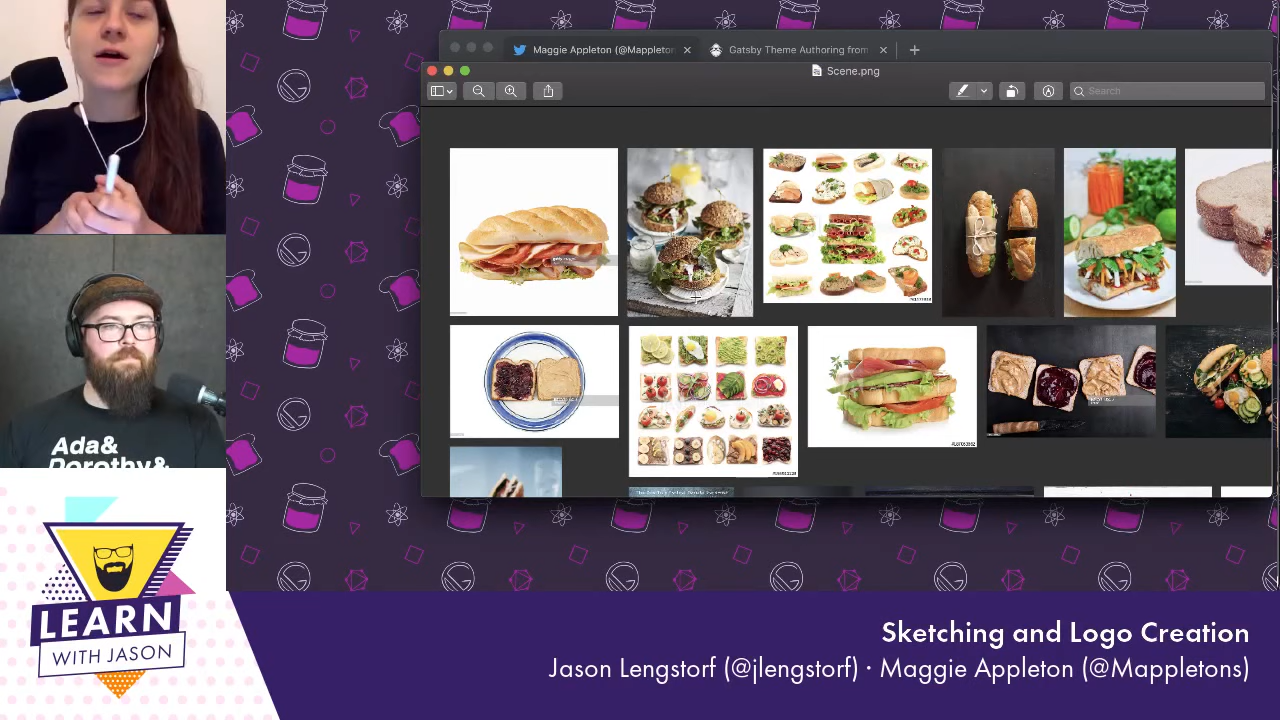 Maggie Appleton (@Mappleton
Gatsby Theme Authoring from
Scene.png
Search
Ada&
Dorothy&
LEARN
WITH JASON
Sketching and Logo Creation
Jason Lengstorf (@jlengstorf) · Maggie Appleton (@Mappletons)